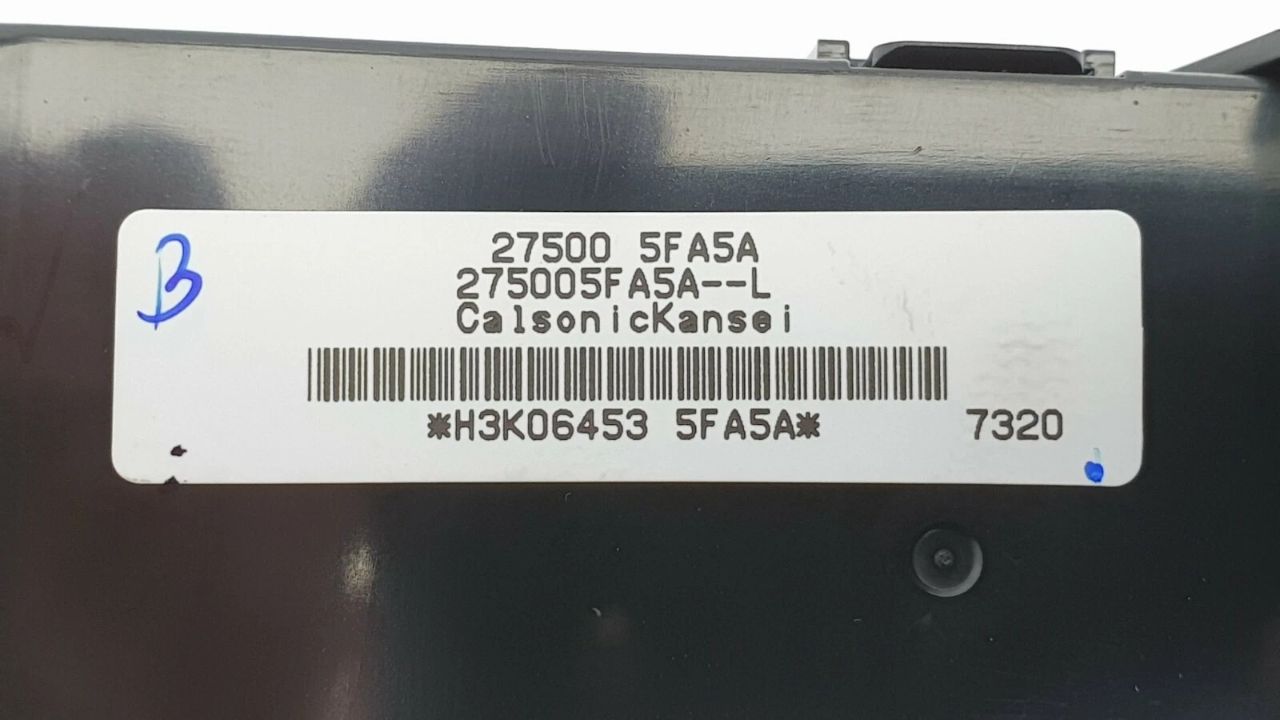 B
27500 5FA5A
275005FA5A--L
CalsonicKansei
*H3K06453 5FA5A* 7320